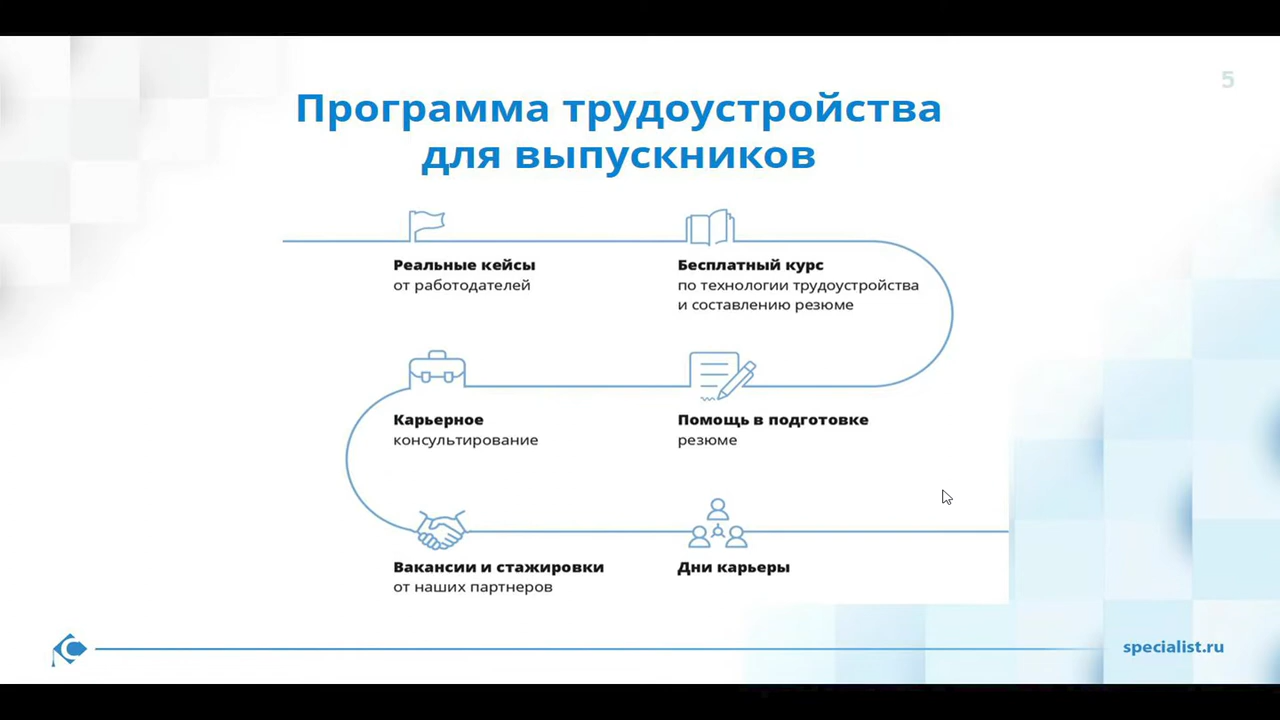 5
Программа трудоустройства
для выпускников
Реальные кейсы
от работодателей
Бесплатный курс
по технологии трудоустройства
и составлению резюме
Карьерное
консультирование
Помощь в подготовке
резюме
Вакансии и стажировки
от наших партнеров
Дни карьеры
specialist.ru